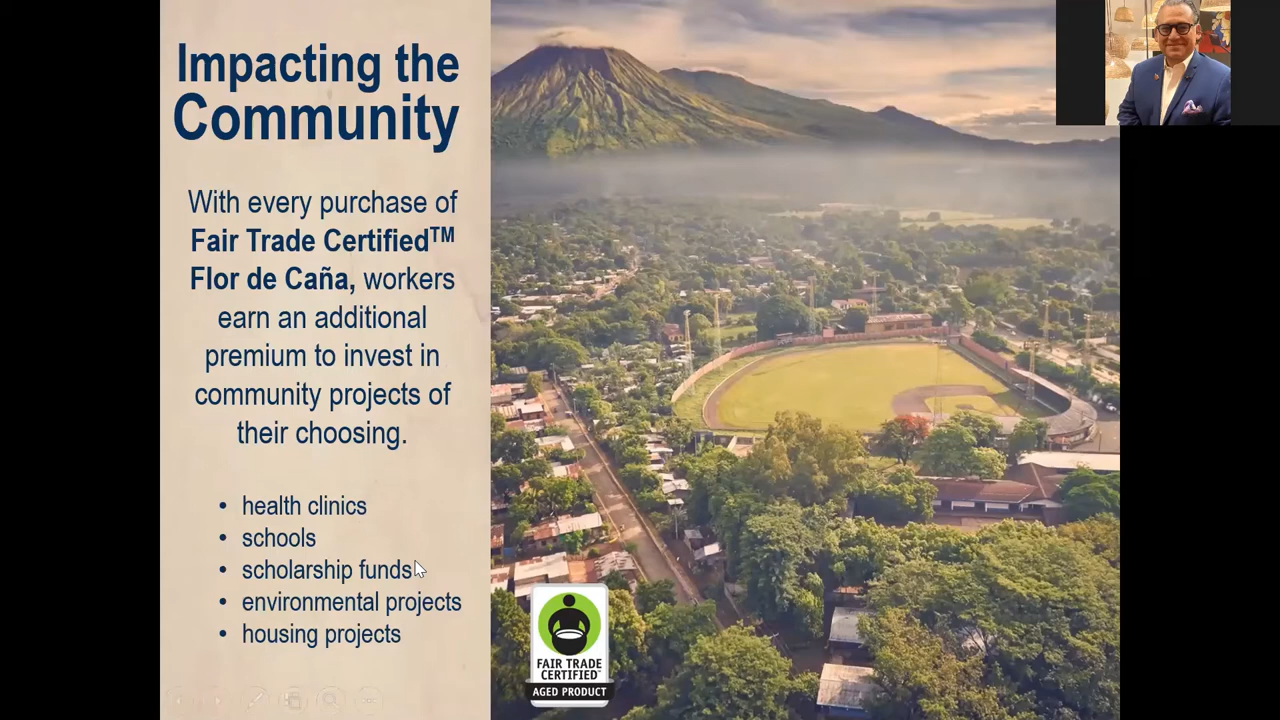 Impacting the
Community
With every purchase of
Fair Trade Certified™
Flor de Caña, workers
earn an additional
premium to invest in
community projects of
their choosing.
• health clinics
• schools
• scholarship funds
• environmental projects
• housing projects
FAIR TRADE
CERTIFIED™
AGED PRODUCT